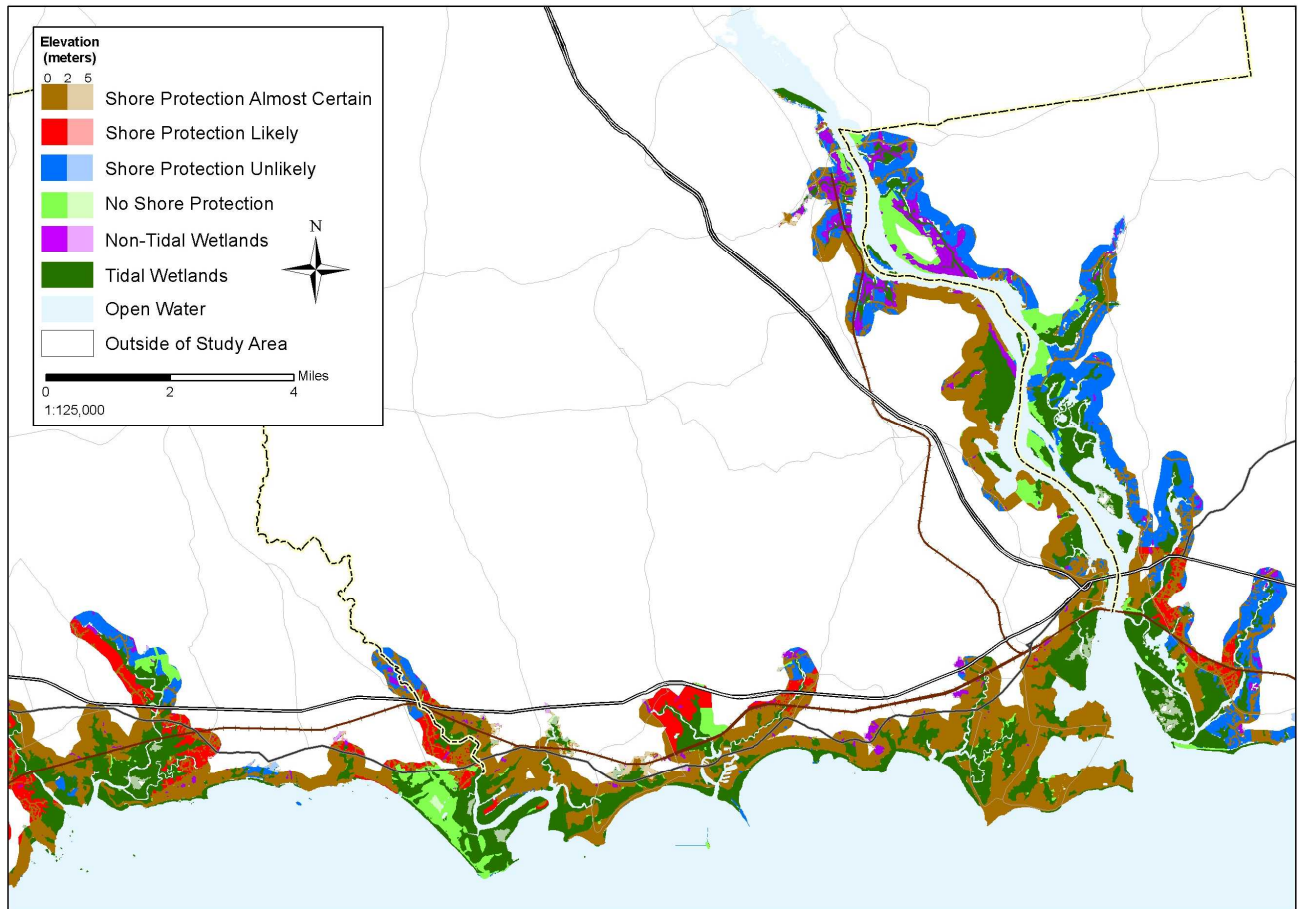 Elevation
(meters)
0 2 5
Shore Protection Almost Certain
Shore Protection Likely
Shore Protection Unlikely
No Shore Protection
N
Non-Tidal Wetlands
Tidal Wetlands
Open Water
Outside of Study Area
Miles
0 2 4
1:125,000